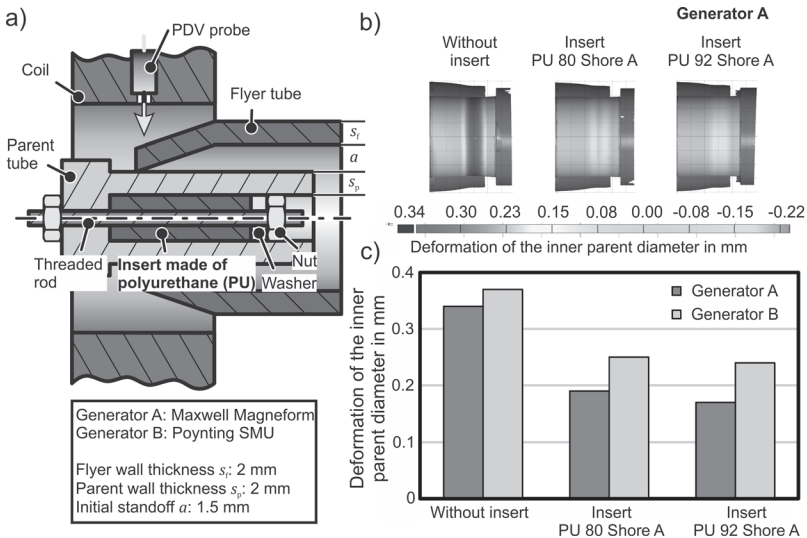 a)
PDV probe
Coil
Flyer tube
Parent
tube
sf
a
sp
Threaded
rod
Insert made of
polyurethane (PU)
Nut
Washer
Generator A: Maxwell Magneform
Generator B: Poynting SMU
Flyer wall thickness sf: 2 mm
Parent wall thickness sp: 2 mm
Initial standoff a: 1.5 mm
b)
Generator A
Without
insert
Insert
PU 80 Shore A
Insert
PU 92 Shore A
0.34 0.30 0.23 0.15 0.08 0.00 -0.08 -0.15 -0.22
Deformation of the inner parent diameter in mm
c)
Deformation of the inner
parent diameter in mm
0.4
0.3
0.2
0.1
0
Generator A
Generator B
Without insert
Insert
PU 80 Shore A
Insert
PU 92 Shore A